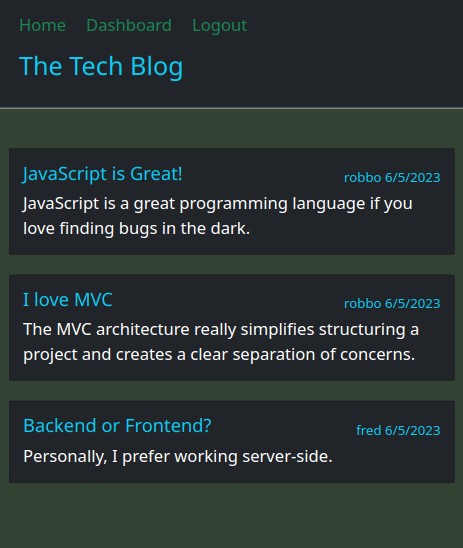 Home Dashboard Logout
The Tech Blog
JavaScript is Great! robbo 6/5/2023
JavaScript is a great programming language if you
love finding bugs in the dark.
I love MVC robbo 6/5/2023
The MVC architecture really simplifies structuring a
project and creates a clear separation of concerns.
Backend or Frontend? fred 6/5/2023
Personally, I prefer working server-side.